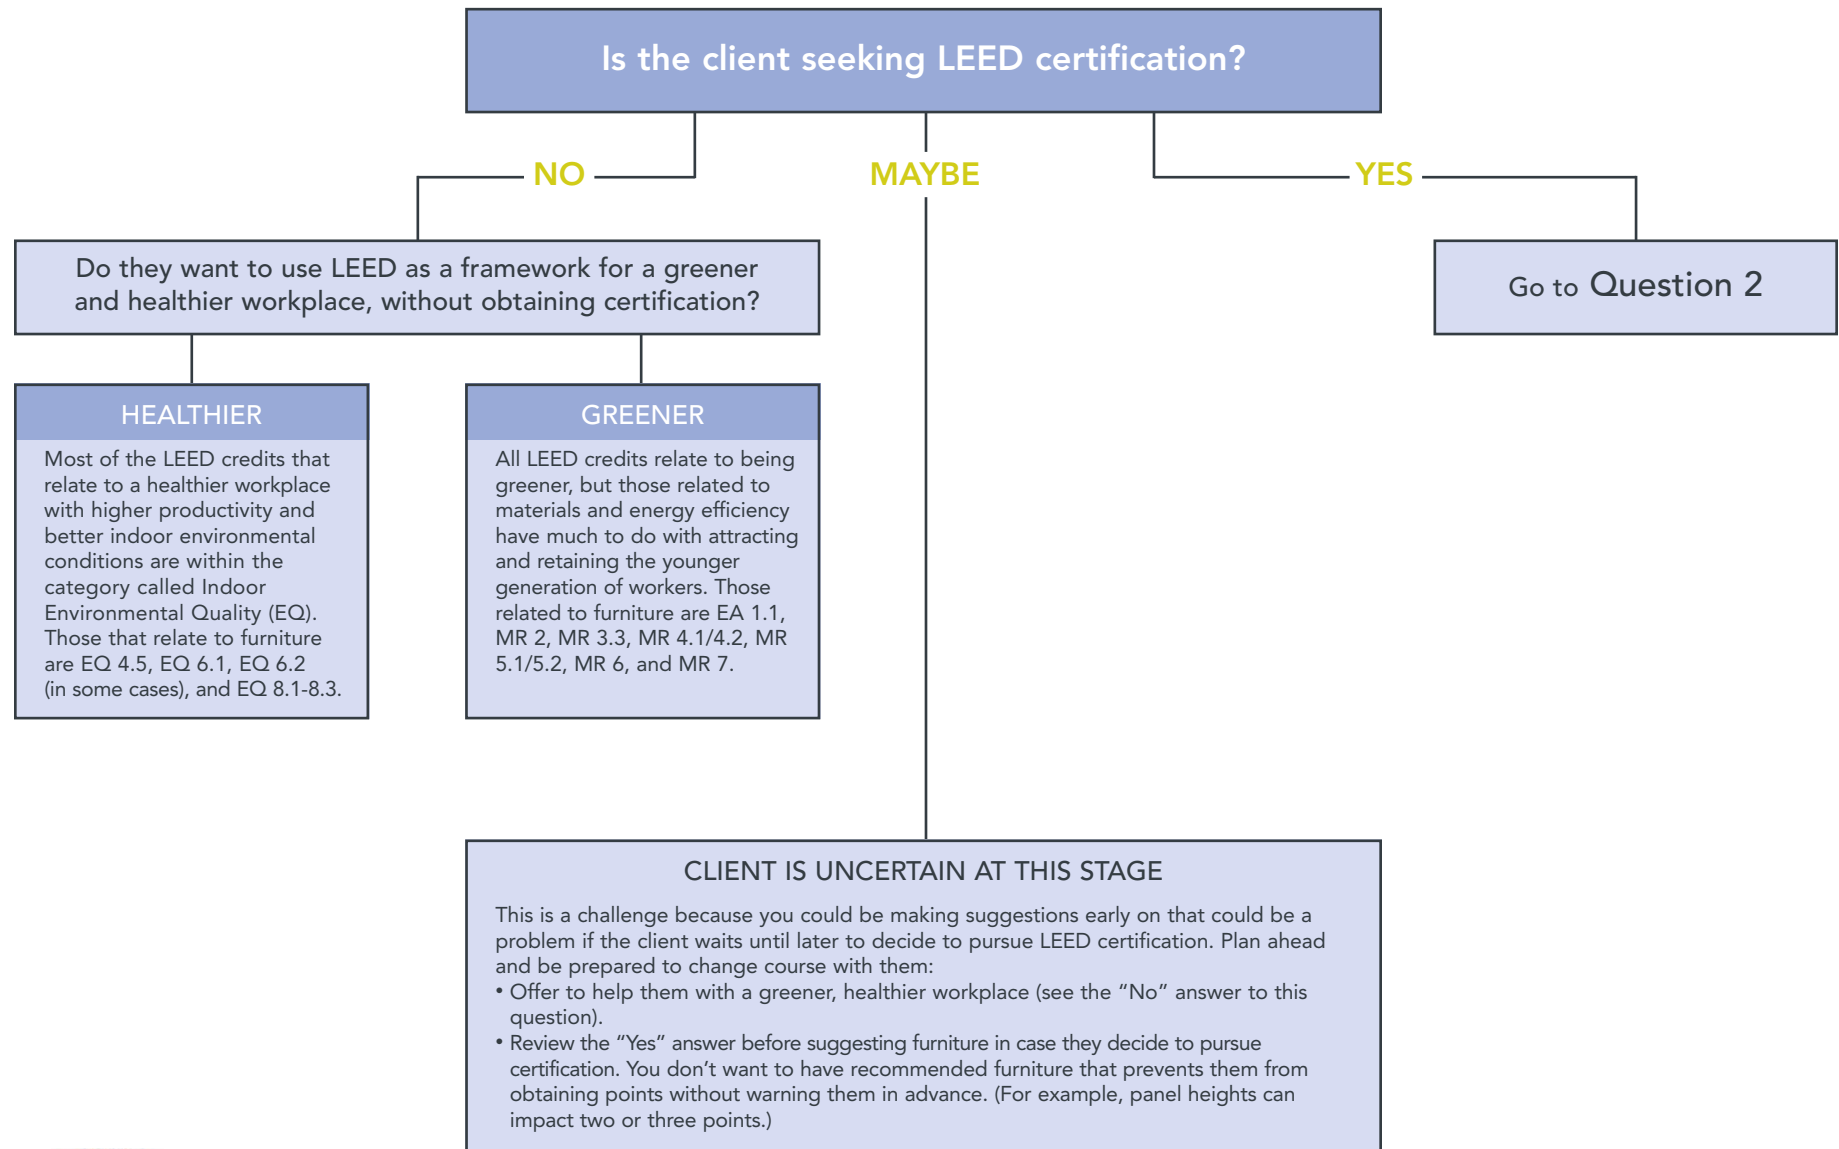 Is the client seeking LEED certification?
NO
MAYBE
YES
Do they want to use LEED as a framework for a greener
and healthier workplace, without obtaining certification?
Go to Question 2
HEALTHIER
Most of the LEED credits that
relate to a healthier workplace
with higher productivity and
better indoor environmental
conditions are within the
category called Indoor
Environmental Quality (EQ).
Those that relate to furniture
are EQ 4.5, EQ 6.1, EQ 6.2
(in some cases), and EQ 8.1-8.3.
GREENER
All LEED credits relate to being
greener, but those related to
materials and energy efficiency
have much to do with attracting
and retaining the younger
generation of workers. Those
related to furniture are EA 1.1,
MR 2, MR 3.3, MR 4.1/4.2, MR
5.1/5.2, MR 6, and MR 7.
CLIENT IS UNCERTAIN AT THIS STAGE
This is a challenge because you could be making suggestions early on that could be a
problem if the client waits until later to decide to pursue LEED certification. Plan ahead
and be prepared to change course with them:
• Offer to help them with a greener, healthier workplace (see the “No” answer to this
question).
• Review the “Yes” answer before suggesting furniture in case they decide to pursue
certification. You don’t want to have recommended furniture that prevents them from
obtaining points without warning them in advance. (For example, panel heights can
impact two or three points.)